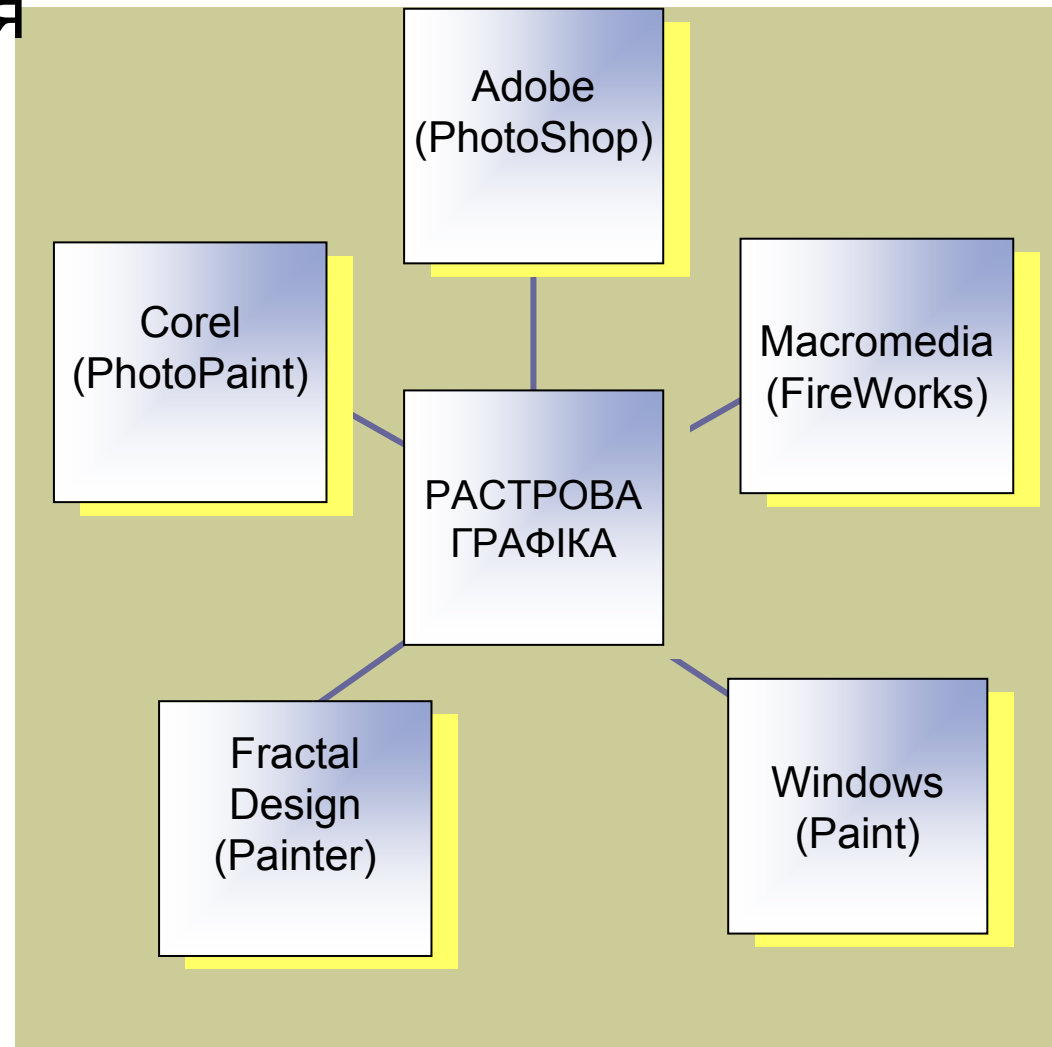 я
Adobe
(PhotoShop)
Corel
(PhotoPaint)
Macromedia
(FireWorks)
РАСТРОВА
ГРАФІКА
Fractal
Design
(Painter)
Windows
(Paint)